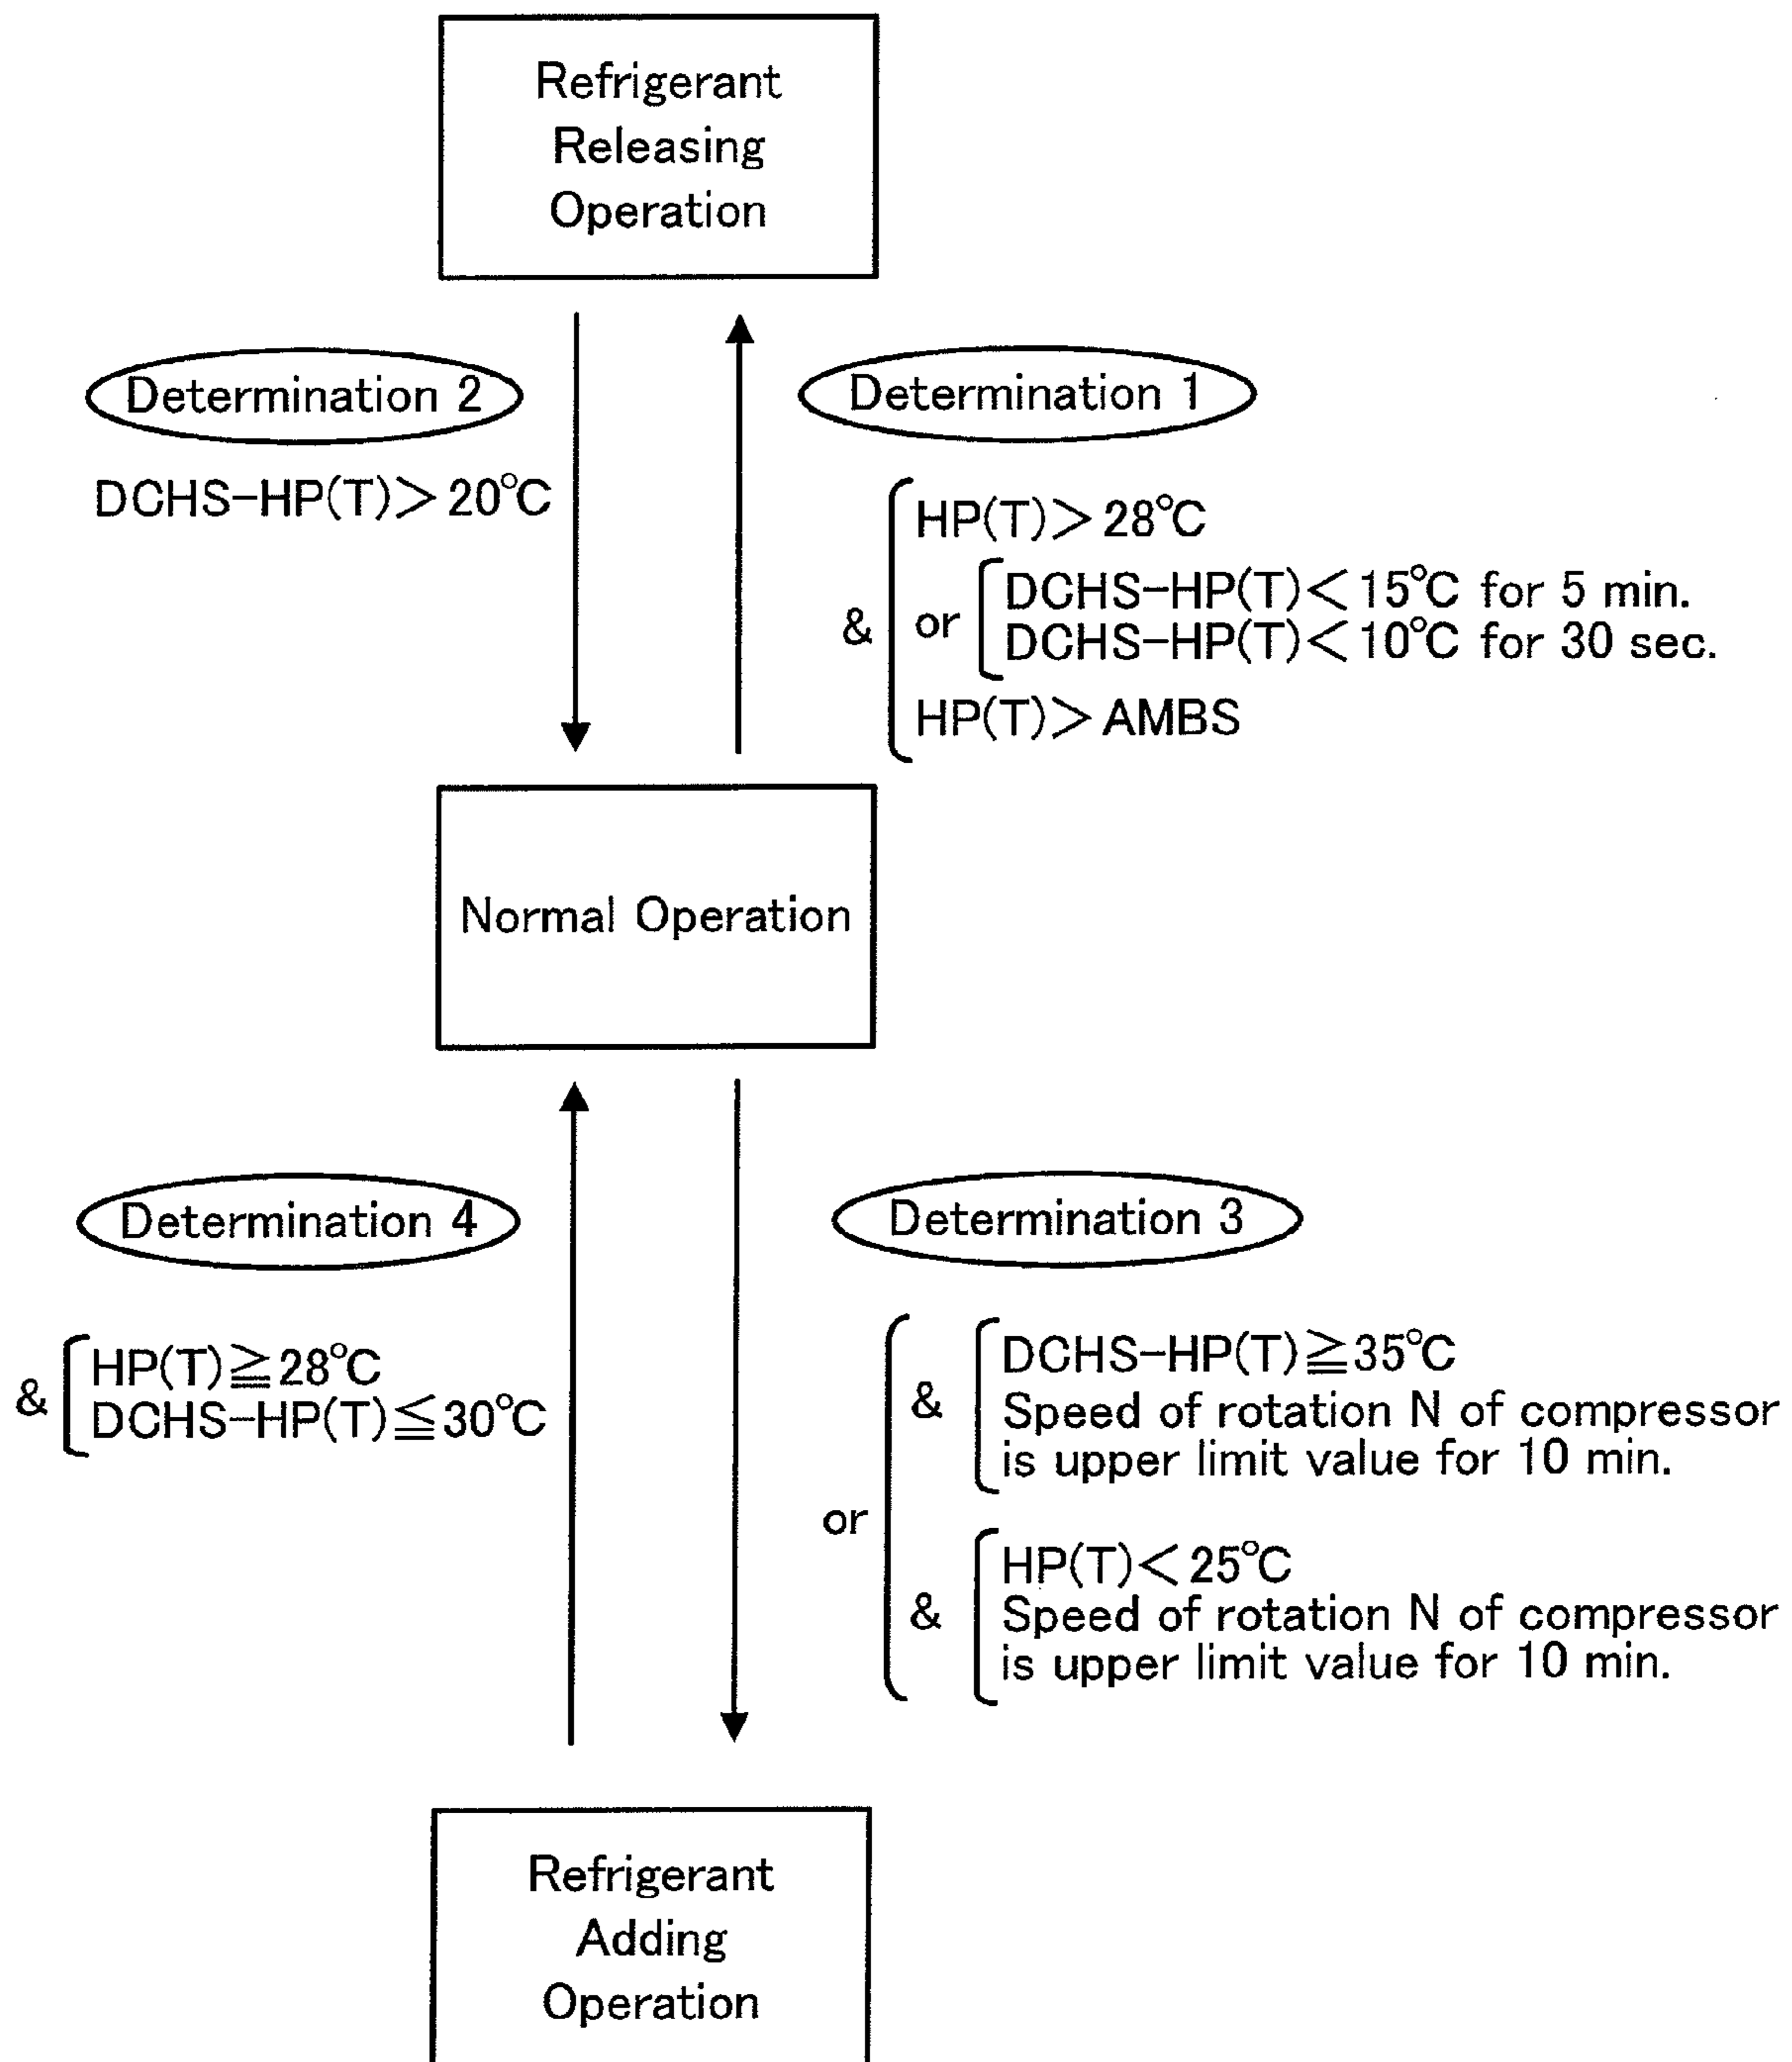 Refrigerant
Releasing
Operation
Determination 2
DCHS-HP(T)>20℃
Determination 1
HP(T)>28℃
DCHS-HP(T)<15℃ for 5 min.
& or
DCHS-HP(T)<10℃ for 30 sec.
HP(T)>AMBS
Normal Operation
Determination 4
& HP(T)≧28℃
DCHS-HP(T)≦30℃
Determination 3
or
& DCHS-HP(T)≧35℃
Speed of rotation N of compressor
is upper limit value for 10 min.
& HP(T)<25℃
Speed of rotation N of compressor
is upper limit value for 10 min.
Refrigerant
Adding
Operation